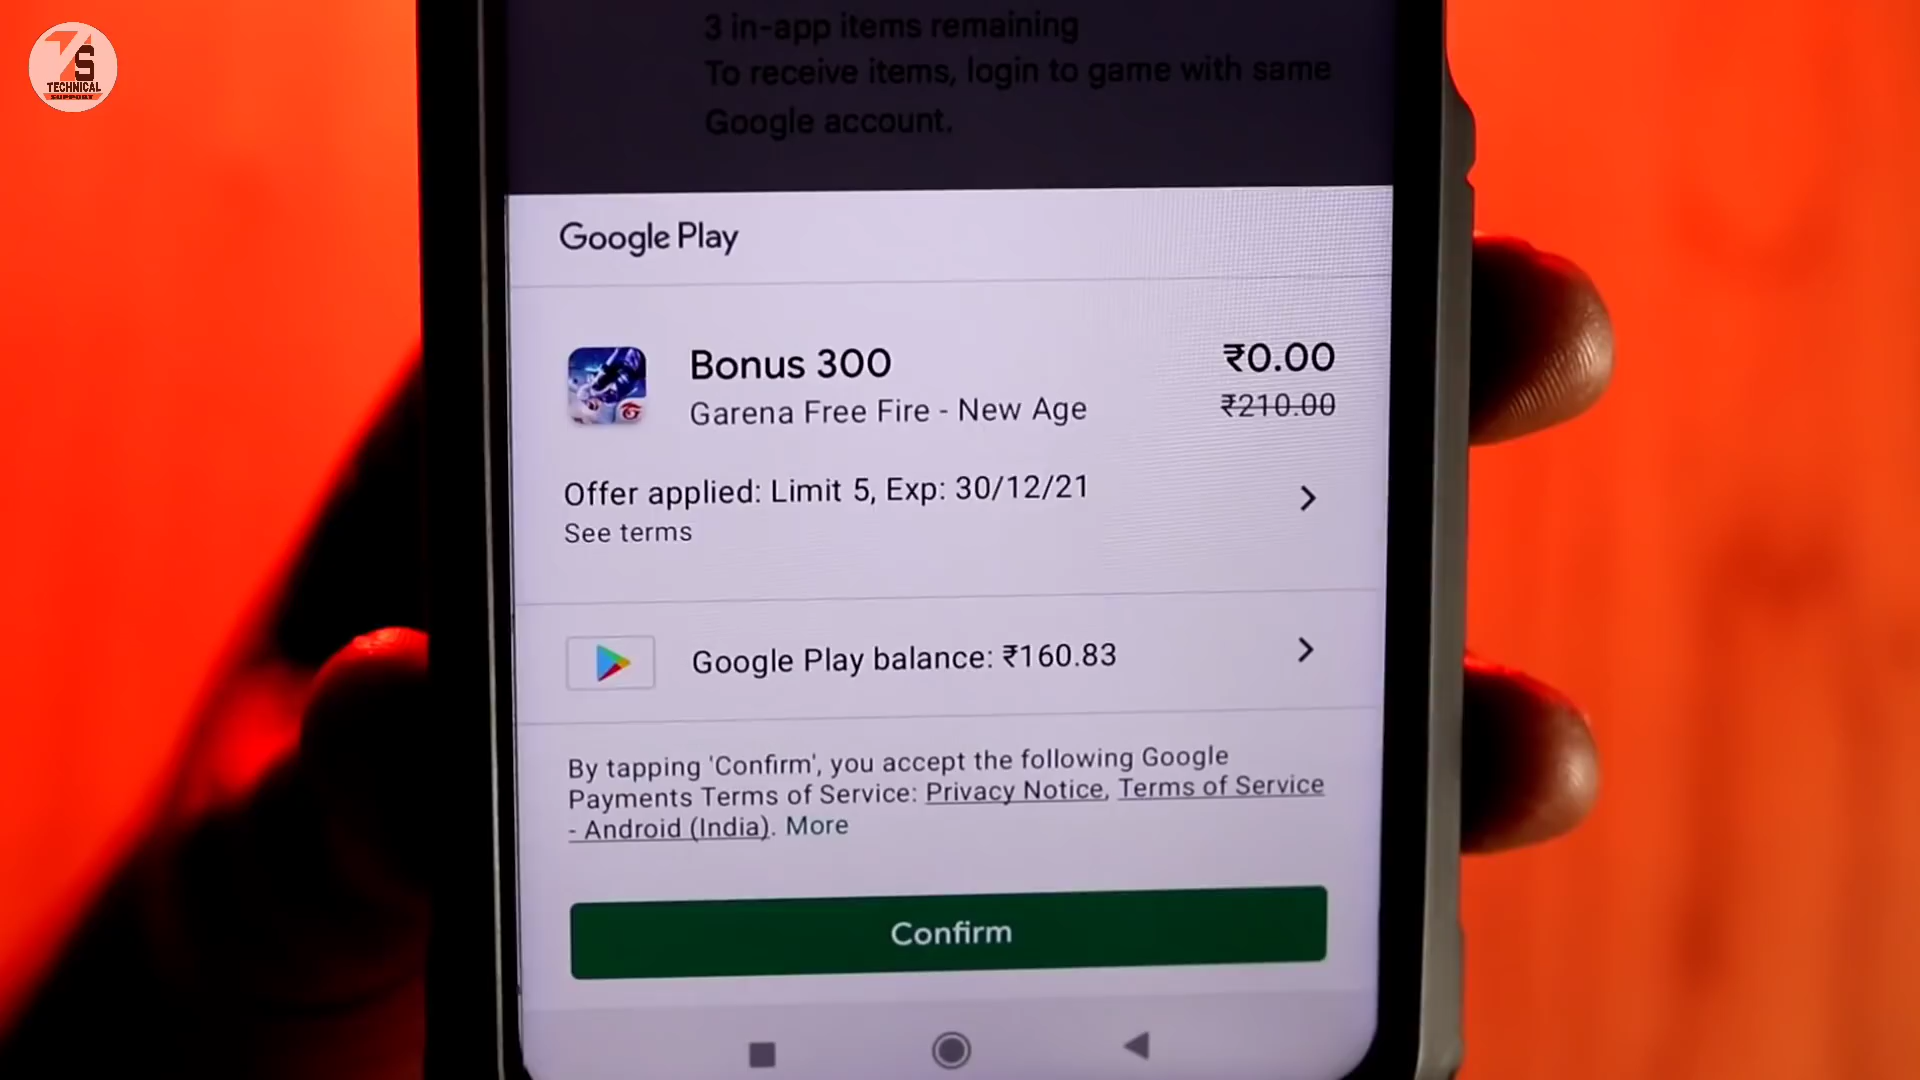 TS
TECHNICAL
SUPPORT
3 in-app items remaining
To receive items, login to game with same
Google account.
Google Play
Bonus 300
₹0.00
Garena Free Fire - New Age
₹210.00
Offer applied: Limit 5, Exp: 30/12/21
See terms
Google Play balance: ₹160.83
By tapping 'Confirm', you accept the following Google
Payments Terms of Service: Privacy Notice, Terms of Service
- Android (India). More
Confirm